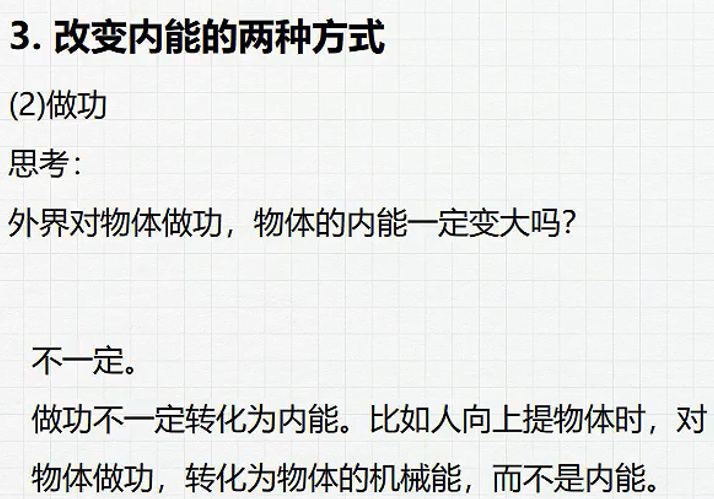 3. 改变内能的两种方式
(2)做功
思考：
外界对物体做功，物体的内能一定变大吗？
不一定。
做功不一定转化为内能。比如人向上提物体时，对
物体做功，转化为物体的机械能，而不是内能。